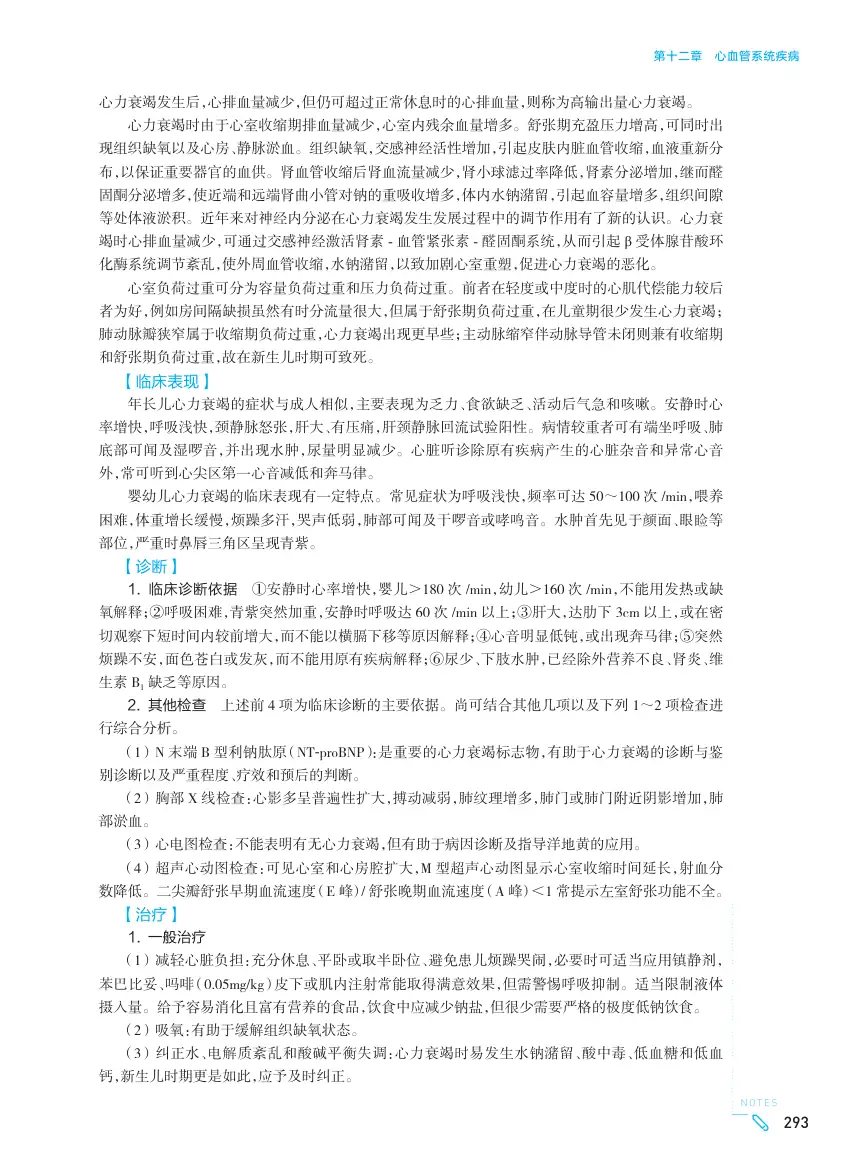 第十二章　心血管系统疾病
心力衰竭发生后,心排血量减少,但仍可超过正常休息时的心排血量,则称为高输出量心力衰竭。
心力衰竭时由于心室收缩期排血量减少,心室内残余血量增多。舒张期充盈压力增高,可同时出
现组织缺氧以及心房、静脉淤血。组织缺氧,交感神经活性增加,引起皮肤内脏血管收缩,血液重新分
布,以保证重要器官的血供。肾血管收缩后肾血流量减少,肾小球滤过率降低,肾素分泌增加,继而醛
固酮分泌增多,使近端和远端肾曲小管对钠的重吸收增多,体内水钠潴留,引起血容量增多,组织间隙
等处体液淤积。近年来对神经内分泌在心力衰竭发生发展过程中的调节作用有了新的认识。心力衰
竭时心排血量减少,可通过交感神经激活肾素 - 血管紧张素 - 醛固酮系统,从而引起 β 受体腺苷酸环
化酶系统调节紊乱,使外周血管收缩,水钠潴留,以致加剧心室重塑,促进心力衰竭的恶化。
心室负荷过重可分为容量负荷过重和压力负荷过重。前者在轻度或中度时的心肌代偿能力较后
者为好,例如房间隔缺损虽然有时分流量很大,但属于舒张期负荷过重,在儿童期很少发生心力衰竭;
肺动脉瓣狭窄属于收缩期负荷过重,心力衰竭出现更早些;主动脉缩窄伴动脉导管未闭则兼有收缩期
和舒张期负荷过重,故在新生儿时期可致死。
【临床表现】
年长儿心力衰竭的症状与成人相似,主要表现为乏力、食欲缺乏、活动后气急和咳嗽。安静时心
率增快,呼吸浅快,颈静脉怒张,肝大、有压痛,肝颈静脉回流试验阳性。病情较重者可有端坐呼吸、肺
底部可闻及湿啰音,并出现水肿,尿量明显减少。心脏听诊除原有疾病产生的心脏杂音和异常心音
外,常可听到心尖区第一心音减低和奔马律。
婴幼儿心力衰竭的临床表现有一定特点。常见症状为呼吸浅快,频率可达 50～100 次 /min,喂养
困难,体重增长缓慢,烦躁多汗,哭声低弱,肺部可闻及干啰音或哮鸣音。水肿首先见于颜面、眼睑等
部位,严重时鼻唇三角区呈现青紫。
【诊断】
1. 临床诊断依据　①安静时心率增快,婴儿＞180 次 /min,幼儿＞160 次 /min,不能用发热或缺
氧解释;②呼吸困难,青紫突然加重,安静时呼吸达 60 次 /min 以上;③肝大,达肋下 3cm 以上,或在密
切观察下短时间内较前增大,而不能以横膈下移等原因解释;④心音明显低钝,或出现奔马律;⑤突然
烦躁不安,面色苍白或发灰,而不能用原有疾病解释;⑥尿少、下肢水肿,已经除外营养不良、肾炎、维
生素 B₁ 缺乏等原因。
2. 其他检查　上述前 4 项为临床诊断的主要依据。尚可结合其他几项以及下列 1～2 项检查进
行综合分析。
（1）N 末端 B 型利钠肽原（NT-proBNP）:是重要的心力衰竭标志物,有助于心力衰竭的诊断与鉴
别诊断以及严重程度、疗效和预后的判断。
（2）胸部 X 线检查:心影多呈普遍性扩大,搏动减弱,肺纹理增多,肺门或肺门附近阴影增加,肺
部淤血。
（3）心电图检查:不能表明有无心力衰竭,但有助于病因诊断及指导洋地黄的应用。
（4）超声心动图检查:可见心室和心房腔扩大,M 型超声心动图显示心室收缩时间延长,射血分
数降低。二尖瓣舒张早期血流速度（E 峰）/ 舒张晚期血流速度（A 峰）＜1 常提示左室舒张功能不全。
【治疗】
1. 一般治疗
（1）减轻心脏负担:充分休息、平卧或取半卧位、避免患儿烦躁哭闹,必要时可适当应用镇静剂,
苯巴比妥、吗啡（0.05mg/kg）皮下或肌内注射常能取得满意效果,但需警惕呼吸抑制。适当限制液体
摄入量。给予容易消化且富有营养的食品,饮食中应减少钠盐,但很少需要严格的极度低钠饮食。
（2）吸氧:有助于缓解组织缺氧状态。
（3）纠正水、电解质紊乱和酸碱平衡失调:心力衰竭时易发生水钠潴留、酸中毒、低血糖和低血
钙,新生儿时期更是如此,应予及时纠正。
NOTES
293